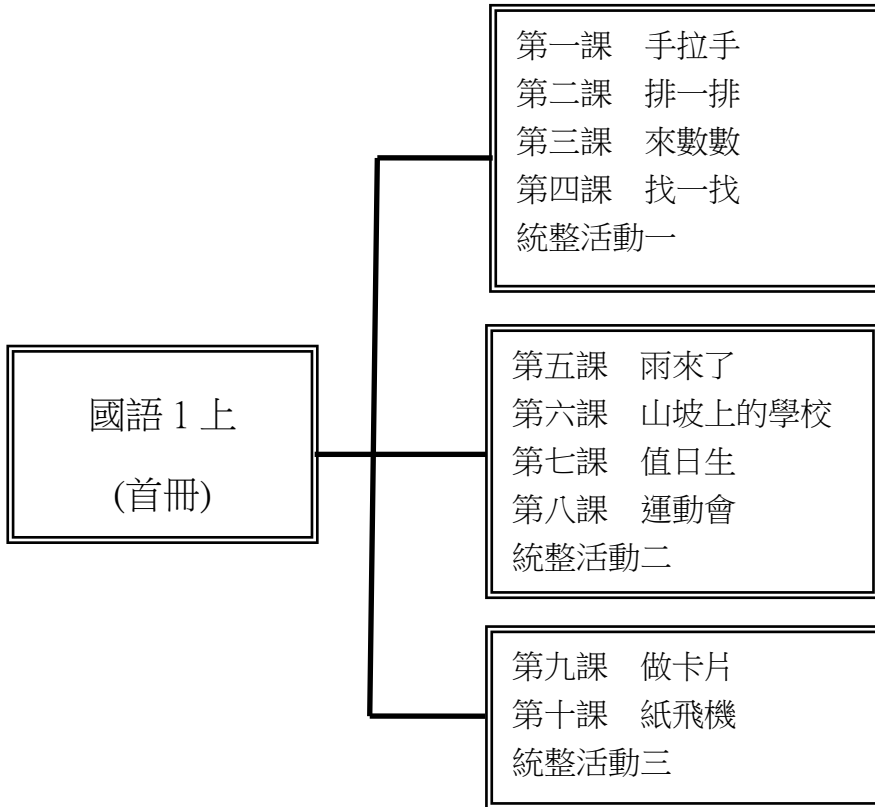 國語 1 上
(首冊)
第一課　手拉手
第二課　排一排
第三課　來數數
第四課　找一找
統整活動一
第五課　雨來了
第六課　山坡上的學校
第七課　值日生
第八課　運動會
統整活動二
第九課　做卡片
第十課　紙飛機
統整活動三